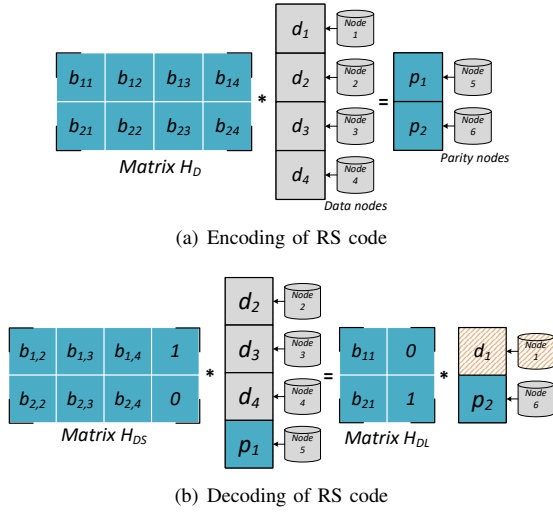 b11 b12 b13 b14
b21 b22 b23 b24
Matrix HD
*
d1
d2
d3
d4
Node 1
Node 2
Node 3
Node 4
Data nodes
=
p1
p2
Node 5
Node 6
Parity nodes
(a) Encoding of RS code
b1,2 b1,3 b1,4 1
b2,2 b2,3 b2,4 0
Matrix HDS
*
d2
d3
d4
p1
Node 2
Node 3
Node 4
Node 5
=
b11 0
b21 1
Matrix HDL
*
d1
p2
Node 1
Node 6
(b) Decoding of RS code